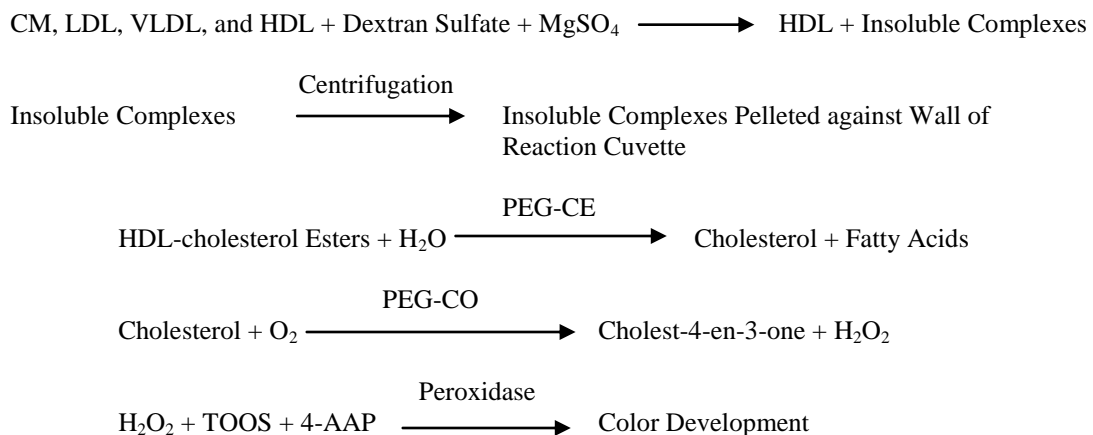 CM, LDL, VLDL, and HDL + Dextran Sulfate + MgSO₄ HDL + Insoluble Complexes
Centrifugation
Insoluble Complexes Insoluble Complexes Pelleted against Wall of
Reaction Cuvette
PEG-CE
HDL-cholesterol Esters + H₂O Cholesterol + Fatty Acids
PEG-CO
Cholesterol + O₂ Cholest-4-en-3-one + H₂O₂
Peroxidase
H₂O₂ + TOOS + 4-AAP Color Development